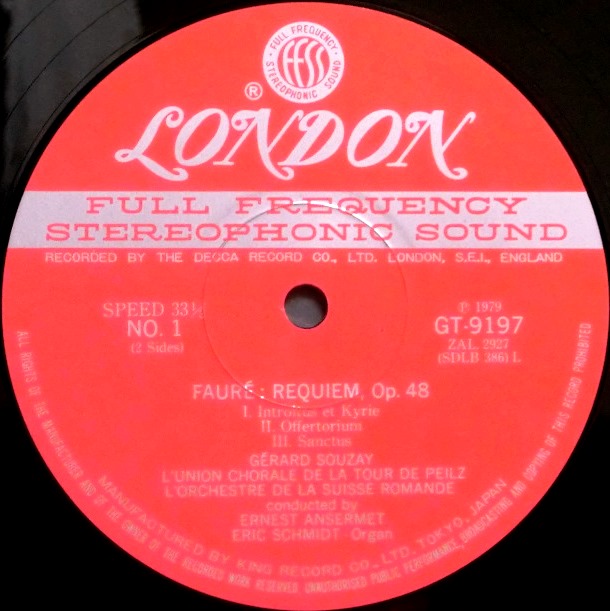 FULL FREQUENCY
STEREOPHONIC SOUND
FFSS
®
LONDON
FULL FREQUENCY
STEREOPHONIC SOUND
RECORDED BY THE DECCA RECORD CO., LTD. LONDON, S.E.I., ENGLAND
SPEED 33⅓
NO. 1
(2 Sides)
℗ 1979
GT-9197
ZAL. 2927
(SDLB 386) L
FAURÉ : REQUIEM, Op. 48
I. Introitus et Kyrie
II. Offertorium
III. Sanctus
GÉRARD SOUZAY
L'UNION CHORALE DE LA TOUR DE PEILZ
L'ORCHESTRE DE LA SUISSE ROMANDE
conducted by
ERNEST ANSERMET
ERIC SCHMIDT -Organ
MANUFACTURED BY KING RECORD CO., LTD. TOKYO, JAPAN
ALL RIGHTS OF THE MANUFACTURER AND OF THE OWNER OF THE RECORDED WORK RESERVED UNAUTHORISED PUBLIC PERFORMANCE, BROADCASTING AND COPYING OF THIS RECORD PROHIBITED